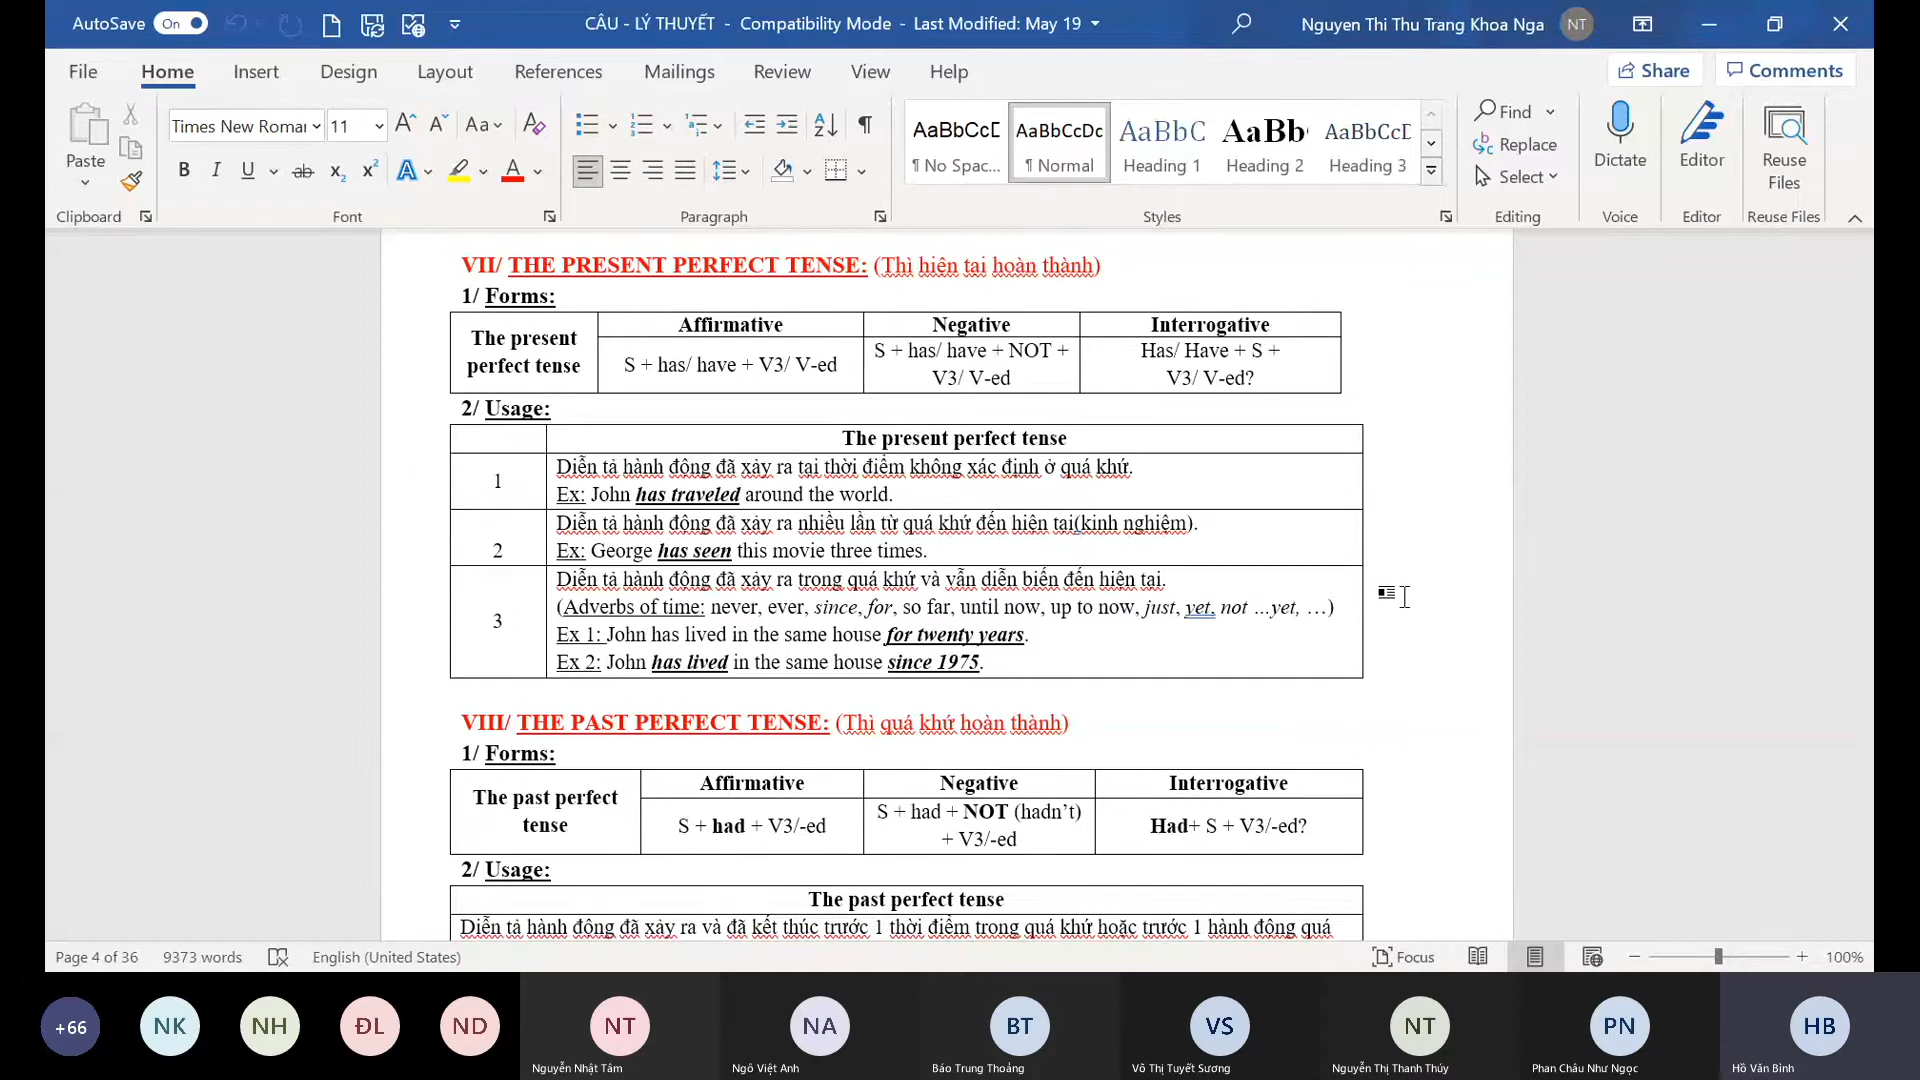 AutoSave On CÂU - LÝ THUYẾT - Compatibility Mode - Last Modified: May 19 Nguyen Thi Thu Trang Khoa Nga NT
File Home Insert Design Layout References Mailings Review View Help Share Comments
Times New Roman 11 Aa
Paste
B I U ab x₂ x² A A
AaBbCcD AaBbCcDc AaBbC AaBb AaBbCcD
¶ No Spac... ¶ Normal Heading 1 Heading 2 Heading 3
Find
Replace
Select
Dictate
Editor
Reuse
Files
Clipboard Font Paragraph Styles Editing Voice Editor Reuse Files
VII/ THE PRESENT PERFECT TENSE: (Thì hiện tại hoàn thành)
1/ Forms:
The present
perfect tense
Affirmative Negative Interrogative
S + has/ have + V3/ V-ed
S + has/ have + NOT +
V3/ V-ed
Has/ Have + S +
V3/ V-ed?
2/ Usage:
The present perfect tense
1
Diễn tả hành động đã xảy ra tại thời điểm không xác định ở quá khứ.
Ex: John has traveled around the world.
2
Diễn tả hành động đã xảy ra nhiều lần từ quá khứ đến hiện tại(kinh nghiệm).
Ex: George has seen this movie three times.
3
Diễn tả hành động đã xảy ra trong quá khứ và vẫn diễn biến đến hiện tại.
(Adverbs of time: never, ever, since, for, so far, until now, up to now, just, yet, not ...yet, ...)
Ex 1: John has lived in the same house for twenty years.
Ex 2: John has lived in the same house since 1975.
VIII/ THE PAST PERFECT TENSE: (Thì quá khứ hoàn thành)
1/ Forms:
The past perfect
tense
Affirmative Negative Interrogative
S + had + V3/-ed
S + had + NOT (hadn't)
+ V3/-ed
Had+ S + V3/-ed?
2/ Usage:
The past perfect tense
Diễn tả hành động đã xảy ra và đã kết thúc trước 1 thời điểm trong quá khứ hoặc trước 1 hành động quá
Page 4 of 36 9373 words English (United States) Focus 100%
+66 NK NH ĐL ND NT NA BT VS NT PN HB
Nguyễn Nhật Tâm Ngô Việt Anh Báo Trung Thoảng Võ Thị Tuyết Sương Nguyễn Thị Thanh Thúy Phan Châu Như Ngọc Hồ Văn Bình